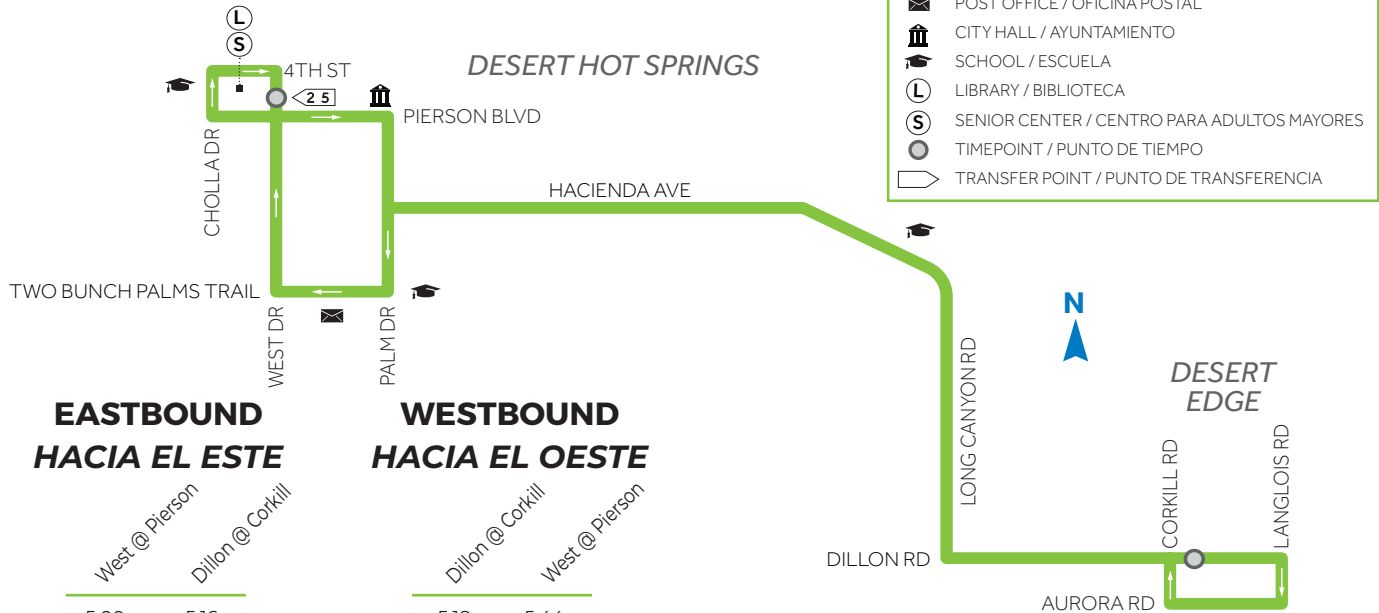 POST OFFICE / OFICINA POSTAL
CITY HALL / AYUNTAMIENTO
SCHOOL / ESCUELA
L LIBRARY / BIBLIOTECA
S SENIOR CENTER / CENTRO PARA ADULTOS MAYORES
TIMEPOINT / PUNTO DE TIEMPO
TRANSFER POINT / PUNTO DE TRANSFERENCIA
L
S
4TH ST
DESERT HOT SPRINGS
2 5
PIERSON BLVD
CHOLLA DR
HACIENDA AVE
TWO BUNCH PALMS TRAIL
WEST DR
PALM DR
N
LONG CANYON RD
DESERT
EDGE
CORKILL RD
LANGLOIS RD
DILLON RD
AURORA RD
EASTBOUND
HACIA EL ESTE
West @ Pierson
Dillon @ Corkill
WESTBOUND
HACIA EL OESTE
Dillon @ Corkill
West @ Pierson